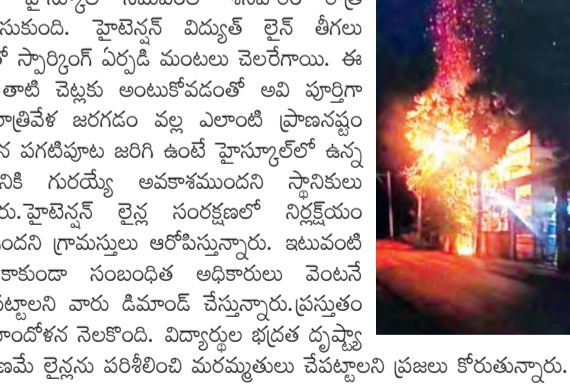 సుకుంది. హైటెన్షన్ విద్యుత్ లైన్ తీగలు
స్పార్కింగ్ ఏర్పడి మంటలు చెలరేగాయి. ఈ
తాటి చెట్లకు అంటుకోవడంతో అవి పూర్తిగా
జరగడం వల్ల ఎలాంటి ప్రాణనష్టం
న పగటిపూట జరిగి ఉంటే హైస్కూల్‌లో ఉన్న
నికి గురయ్యే అవకాశముందని స్థానికులు
రు.హైటెన్షన్ లైన్ల సంరక్షణలో నిర్లక్ష్యం
ందని గ్రామస్తులు ఆరోపిస్తున్నారు. ఇటువంటి
కాకుండా సంబంధిత అధికారులు వెంటనే
పట్టాలని వారు డిమాండ్ చేస్తున్నారు.ప్రస్తుతం
ందోళన నెలకొంది. విద్యార్థుల భద్రత దృష్ట్యా
ణమే లైన్లను పరిశీలించి మరమ్మతులు చేపట్టాలని ప్రజలు కోరుతున్నారు.